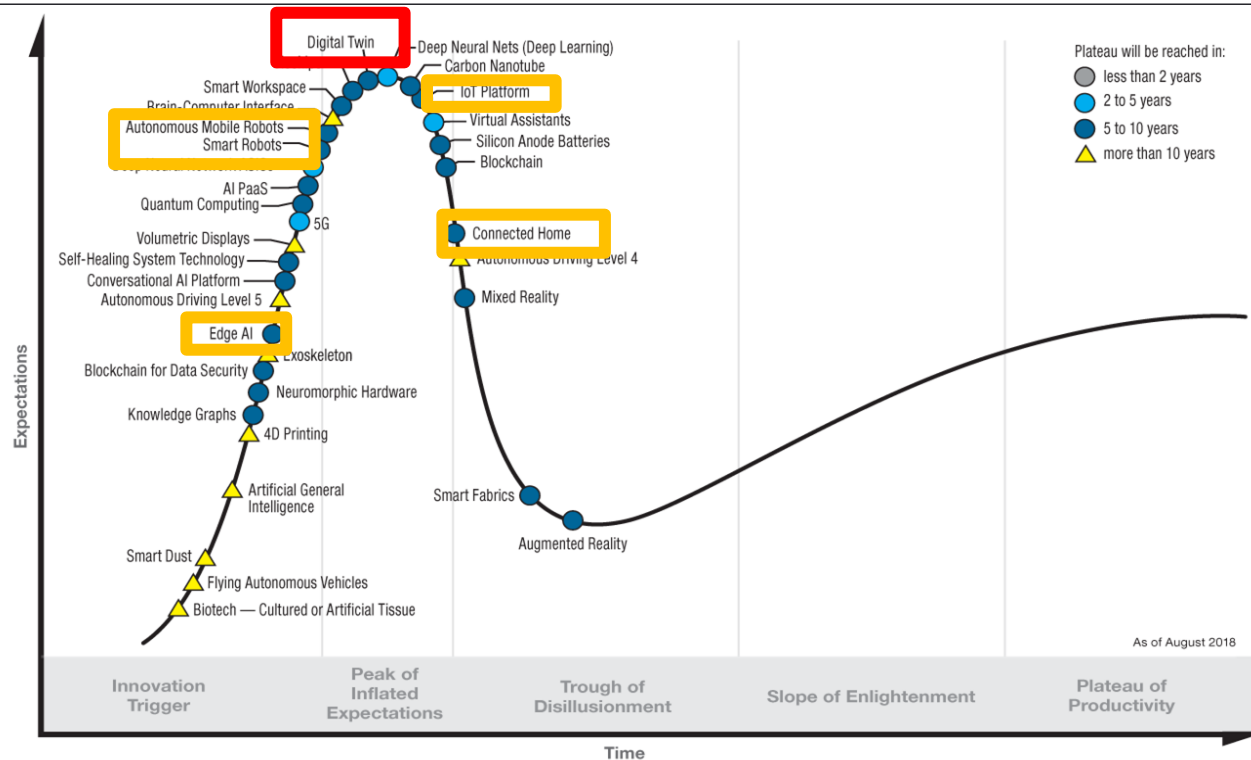 Digital Twin
Deep Neural Nets (Deep Learning)
Carbon Nanotube
Smart Workspace
IoT Platform
Brain-Computer Interface
Virtual Assistants
Autonomous Mobile Robots
Silicon Anode Batteries
Smart Robots
Blockchain
AI PaaS
Quantum Computing
5G
Connected Home
Volumetric Displays
Autonomous Driving Level 4
Self-Healing System Technology
Conversational AI Platform
Mixed Reality
Autonomous Driving Level 5
Edge AI
Exoskeleton
Blockchain for Data Security
Neuromorphic Hardware
Knowledge Graphs
4D Printing
Artificial General
Intelligence
Smart Fabrics
Augmented Reality
Smart Dust
Flying Autonomous Vehicles
Biotech — Cultured or Artificial Tissue
Plateau will be reached in:
less than 2 years
2 to 5 years
5 to 10 years
more than 10 years
As of August 2018
Expectations
Innovation
Trigger
Peak of
Inflated
Expectations
Trough of
Disillusionment
Slope of Enlightenment
Plateau of
Productivity
Time